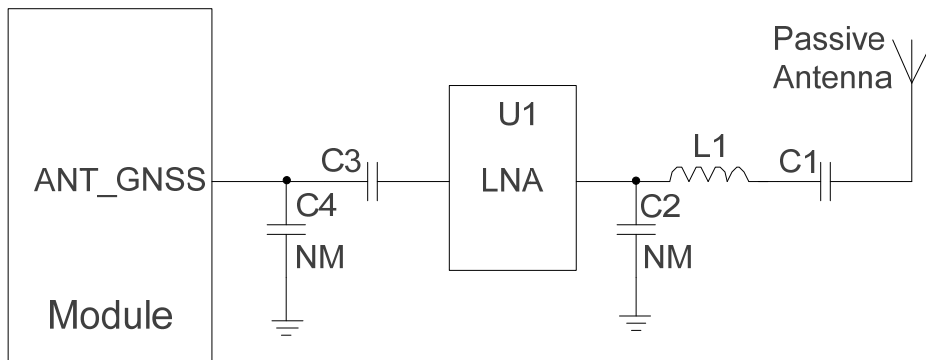 Passive
Antenna
U1
L1
C1
C3
ANT_GNSS
LNA
C4
C2
NM
NM
Module